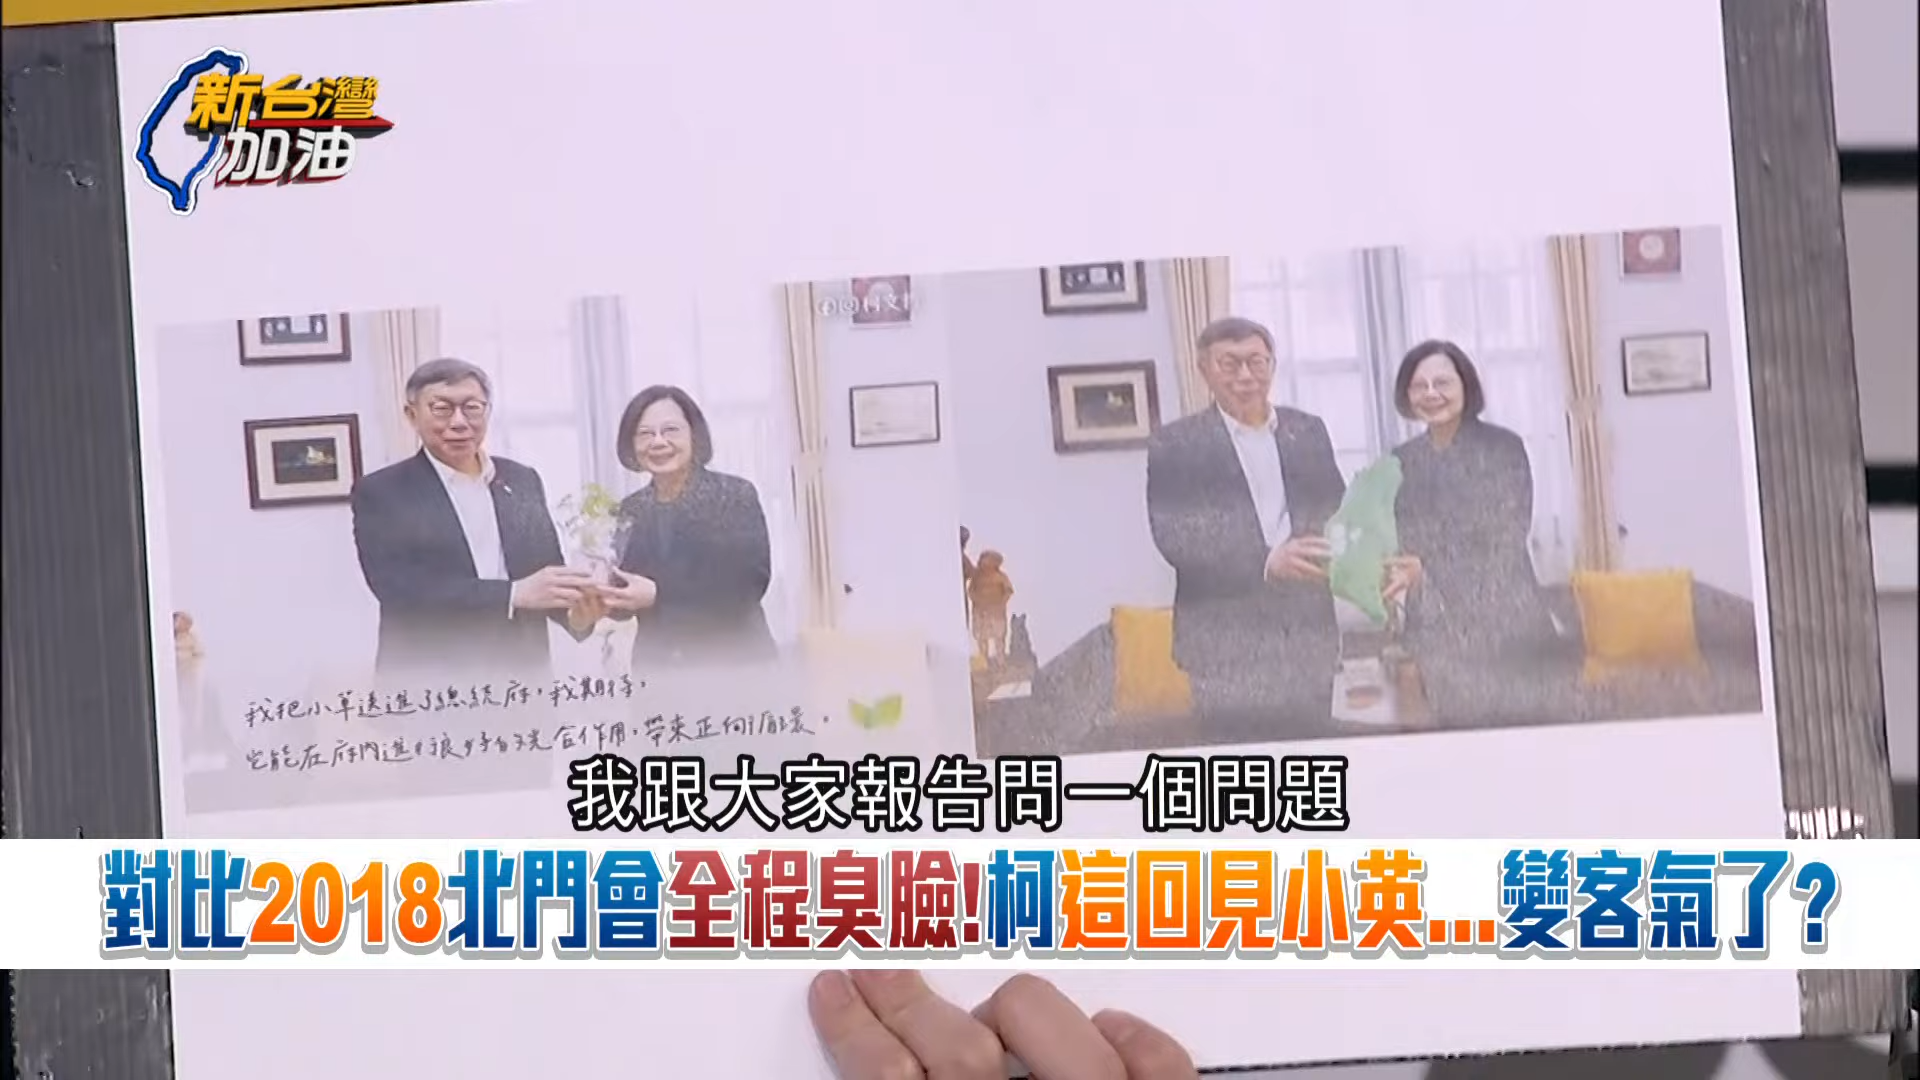 新台灣
加油
柯文
我把小草送進了總統府，我期待，
它能在府內進行良好的光合作用，帶來正向循環。
我跟大家報告問一個問題
對比2018北門會全程臭臉!柯這回見小英...變客氣了?